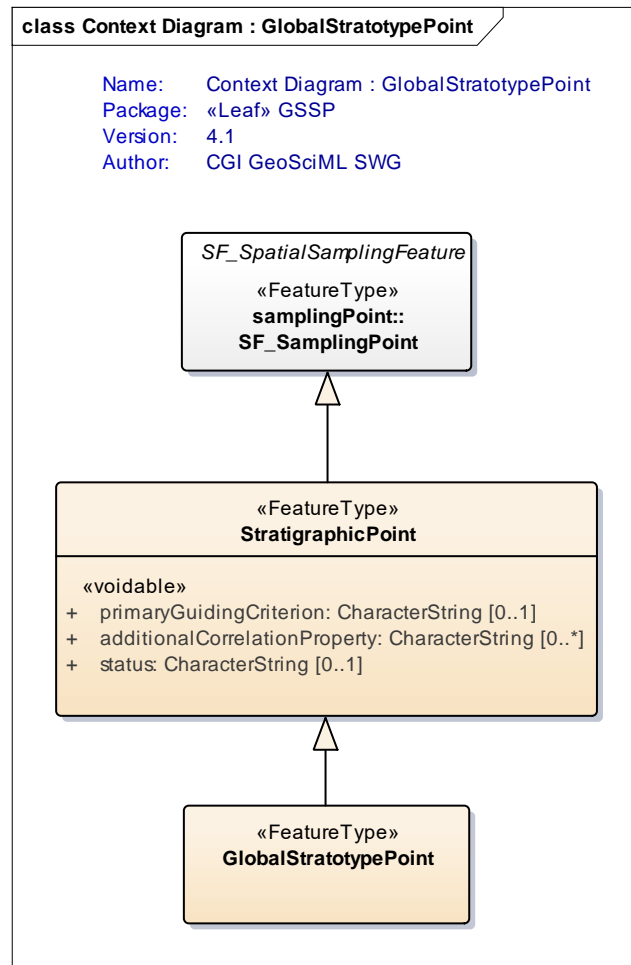 class Context Diagram : GlobalStratotypePoint
Name: Context Diagram : GlobalStratotypePoint
Package: «Leaf» GSSP
Version: 4.1
Author: CGI GeoSciML SWG
SF_SpatialSamplingFeature
«FeatureType»
samplingPoint::
SF_SamplingPoint
«FeatureType»
StratigraphicPoint
«voidable»
+ primaryGuidingCriterion: CharacterString [0..1]
+ additionalCorrelationProperty: CharacterString [0..*]
+ status: CharacterString [0..1]
«FeatureType»
GlobalStratotypePoint